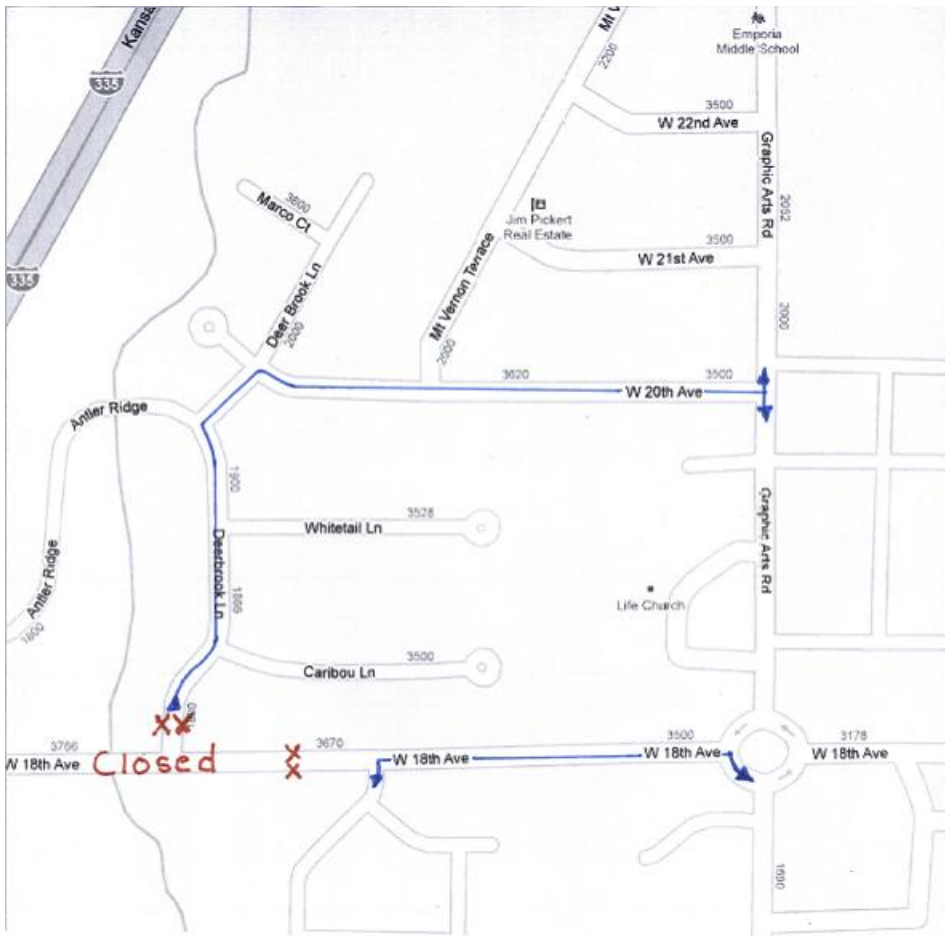 Kansa
335
335
Mt V
2200
Emporia
Middle School
3500
W 22nd Ave
Graphic Arts Rd
2052
Marco Ct
3600
Jim Pickert
Real Estate
3500
W 21st Ave
Deer Brook Ln
2000
Mt Vernon Terrace
2000
2000
3620
3500
W 20th Ave
Antler Ridge
1900
3528
Whitetail Ln
Graphic Arts Rd
Deerbrook Ln
1866
Antler Ridge
1800
Life Church
3500
Caribou Ln
3766
W 18th Ave
Closed
3670
W 18th Ave
3500
W 18th Ave
3178
W 18th Ave
1690